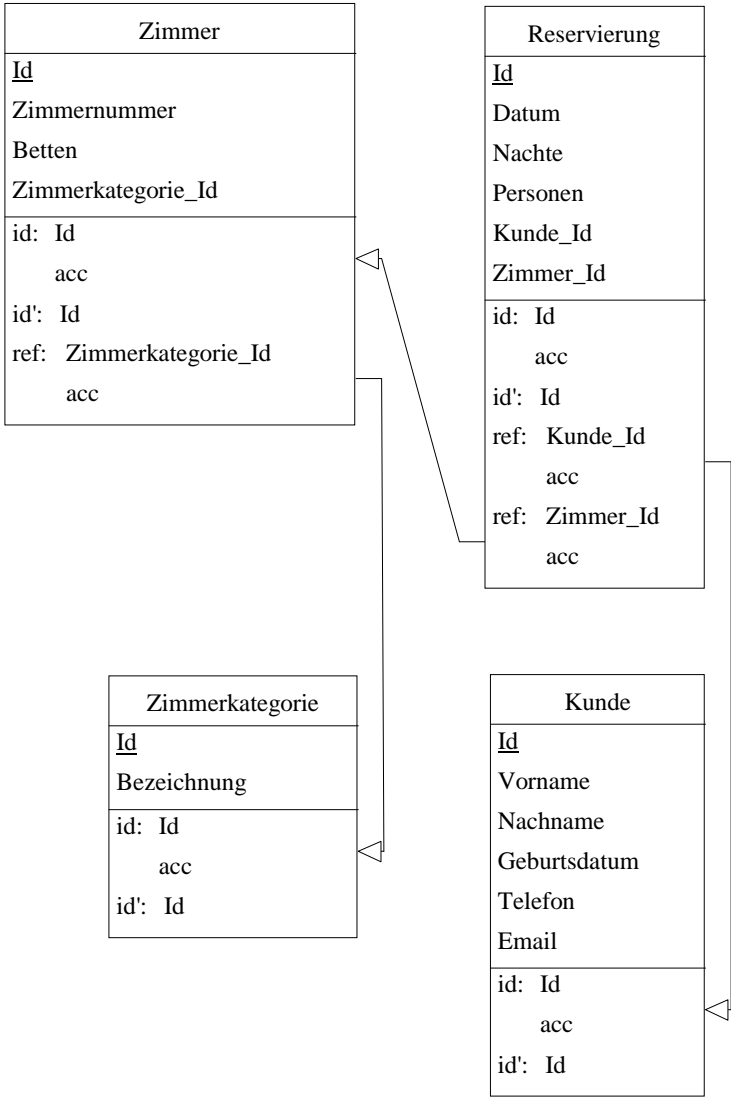 Zimmer
Id
Zimmernummer
Betten
Zimmerkategorie_Id
id: Id
acc
id': Id
ref: Zimmerkategorie_Id
acc
Reservierung
Id
Datum
Nachte
Personen
Kunde_Id
Zimmer_Id
id: Id
acc
id': Id
ref: Kunde_Id
acc
ref: Zimmer_Id
acc
Zimmerkategorie
Id
Bezeichnung
id: Id
acc
id': Id
Kunde
Id
Vorname
Nachname
Geburtsdatum
Telefon
Email
id: Id
acc
id': Id